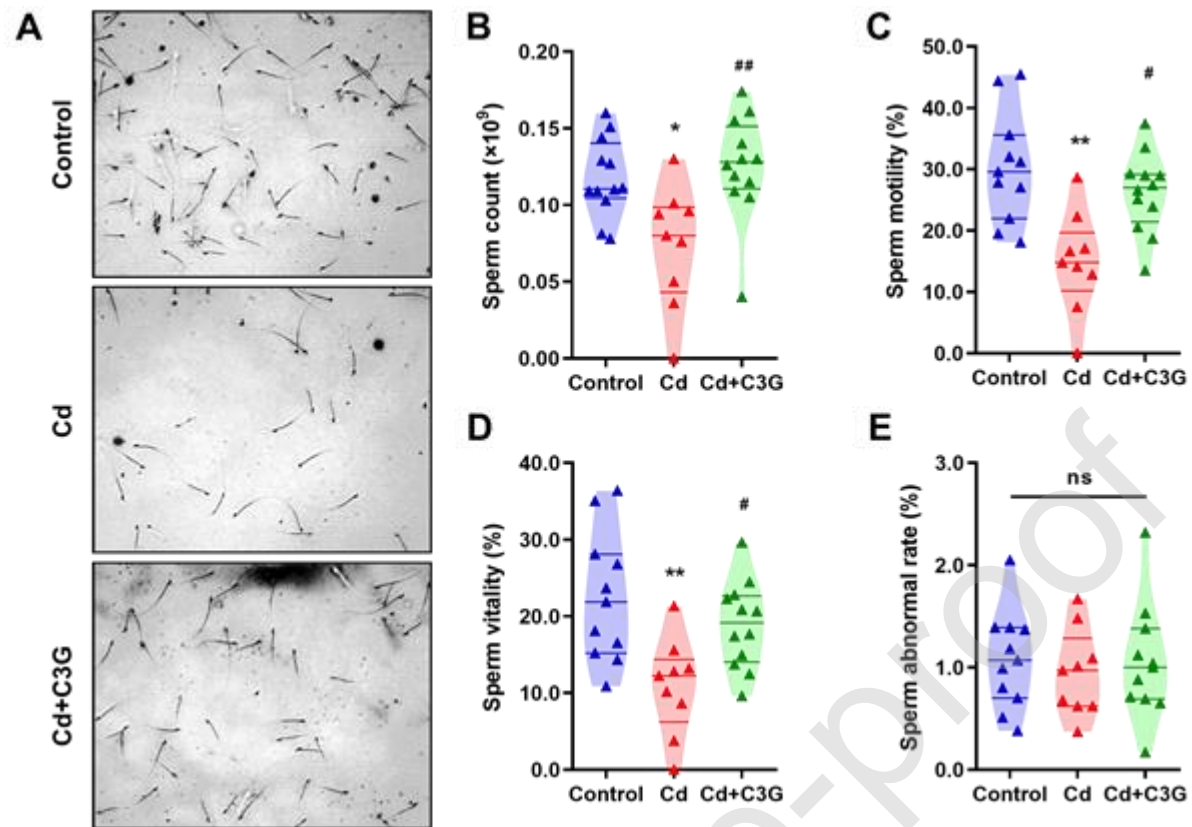 A
Control
Cd
Cd+C3G
B
Sperm count (×10⁹)
0.20
0.15
0.10
0.05
0.00
*
##
Control Cd Cd+C3G
C
Sperm motility (%)
50.0
40.0
30.0
20.0
10.0
0.0
**
#
Control Cd Cd+C3G
D
Sperm vitality (%)
40.0
30.0
20.0
10.0
0.0
**
#
Control Cd Cd+C3G
E
Sperm abnormal rate (%)
3.0
2.0
1.0
0.0
ns
Control Cd Cd+C3G
e-proof